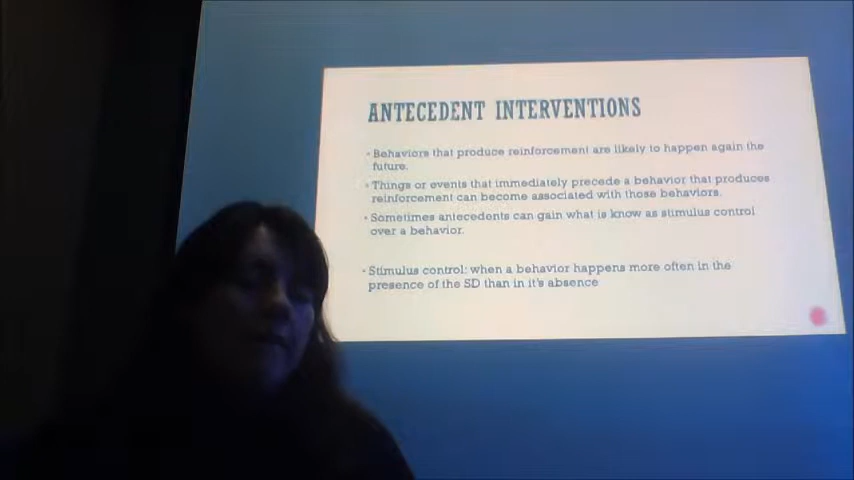 ANTECEDENT INTERVENTIONS
• Behaviors that produce reinforcement are likely to happen again the
future.
• Things or events that immediately precede a behavior that produces
reinforcement can become associated with those behaviors.
• Sometimes antecedents can gain what is know as stimulus control
over a behavior.
• Stimulus control: when a behavior happens more often in the
presence of the SD than in it's absence